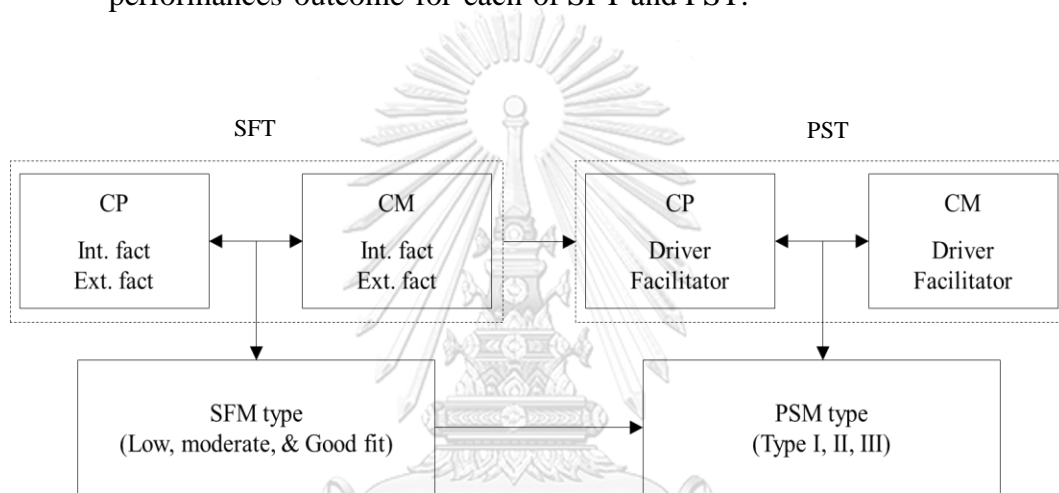 performances outcome for each of SFT and PST.
SFT
PST
CP
Int. fact
Ext. fact
CM
Int. fact
Ext. fact
CP
Driver
Facilitator
CM
Driver
Facilitator
SFM type
(Low, moderate, & Good fit)
PSM type
(Type I, II, III)